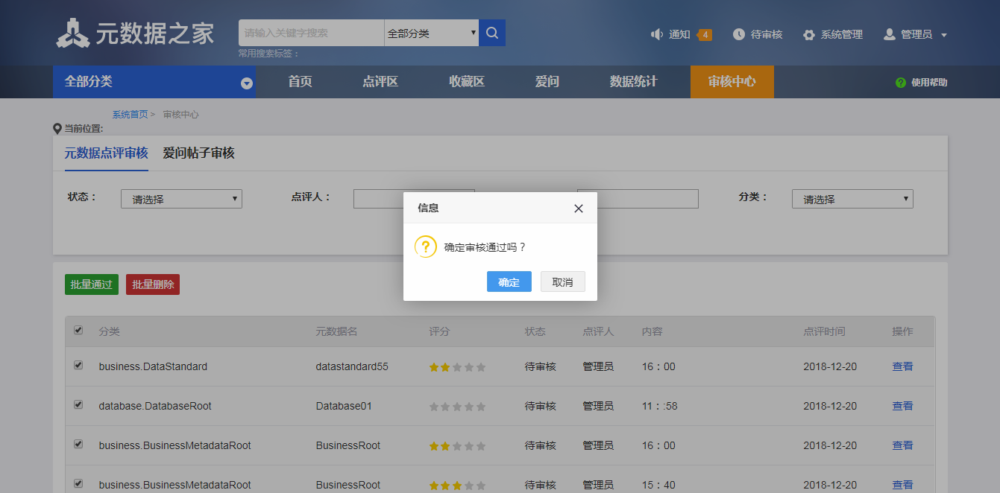 元数据之家
请输入关键字搜索 全部分类
通知 4 待审核 系统管理 管理员
常用搜索标签：
全部分类 首页 点评区 收藏区 爱问 数据统计 审核中心 使用帮助
系统首页 > 审核中心
当前位置:
元数据点评审核 爱问帖子审核
状态： 请选择 点评人： 分类： 请选择
信息
确定审核通过吗？
确定 取消
批量通过 批量删除
分类 元数据名 评分 状态 点评人 内容 点评时间 操作
business.DataStandard datastandard55 待审核 管理员 16：00 2018-12-20 查看
database.DatabaseRoot Database01 待审核 管理员 11：:58 2018-12-20 查看
business.BusinessMetadataRoot BusinessRoot 待审核 管理员 16：00 2018-12-20 查看
business.BusinessMetadataRoot BusinessRoot 待审核 管理员 15：40 2018-12-20 查看